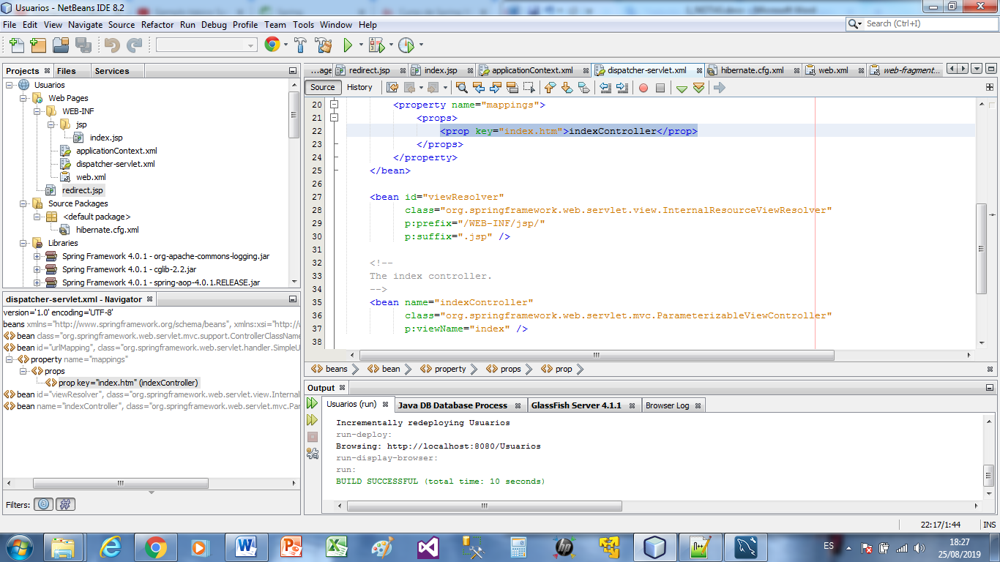 Usuarios - NetBeans IDE 8.2
File Edit View Navigate Source Refactor Run Debug Profile Team Tools Window Help
Search (Ctrl+I)
Projects Files Services
...age redirect.jsp index.jsp applicationContext.xml dispatcher-servlet.xml hibernate.cfg.xml web.xml web-fragment...
Source History
Usuarios
Web Pages
WEB-INF
jsp
index.jsp
applicationContext.xml
dispatcher-servlet.xml
web.xml
redirect.jsp
Source Packages
<default package>
hibernate.cfg.xml
Libraries
Spring Framework 4.0.1 - org-apache-commons-logging.jar
Spring Framework 4.0.1 - cglib-2.2.jar
Spring Framework 4.0.1 - spring-aop-4.0.1.RELEASE.jar
20 <property name="mappings">
21 <props>
22 <prop key="index.htm">indexController</prop>
23 </props>
24 </property>
25 </bean>
26
27 <bean id="viewResolver"
28 class="org.springframework.web.servlet.view.InternalResourceViewResolver"
29 p:prefix="/WEB-INF/jsp/"
30 p:suffix=".jsp" />
31
32 <!--
33 The index controller.
34 -->
35 <bean name="indexController"
36 class="org.springframework.web.servlet.mvc.ParameterizableViewController"
37 p:viewName="index" />
38
beans bean property props prop
dispatcher-servlet.xml - Navigator
version='1.0' encoding='UTF-8'
beans xmlns="http://www.springframework.org/schema/beans", xmlns:xsi="http://w
bean class="org.springframework.web.servlet.mvc.support.ControllerClassName
bean id="urlMapping", class="org.springframework.web.servlet.handler.SimpleU
property name="mappings"
props
prop key="index.htm" (indexController)
bean id="viewResolver", class="org.springframework.web.servlet.view.Internal
bean name="indexController", class="org.springframework.web.servlet.mvc.Par
Filters:
Output
Usuarios (run) Java DB Database Process GlassFish Server 4.1.1 Browser Log
Incrementally redeploying Usuarios
run-deploy:
Browsing: http://localhost:8080/Usuarios
run-display-browser:
run:
BUILD SUCCESSFUL (total time: 10 seconds)
22:17/1:44 INS
ES
18:27
25/08/2019